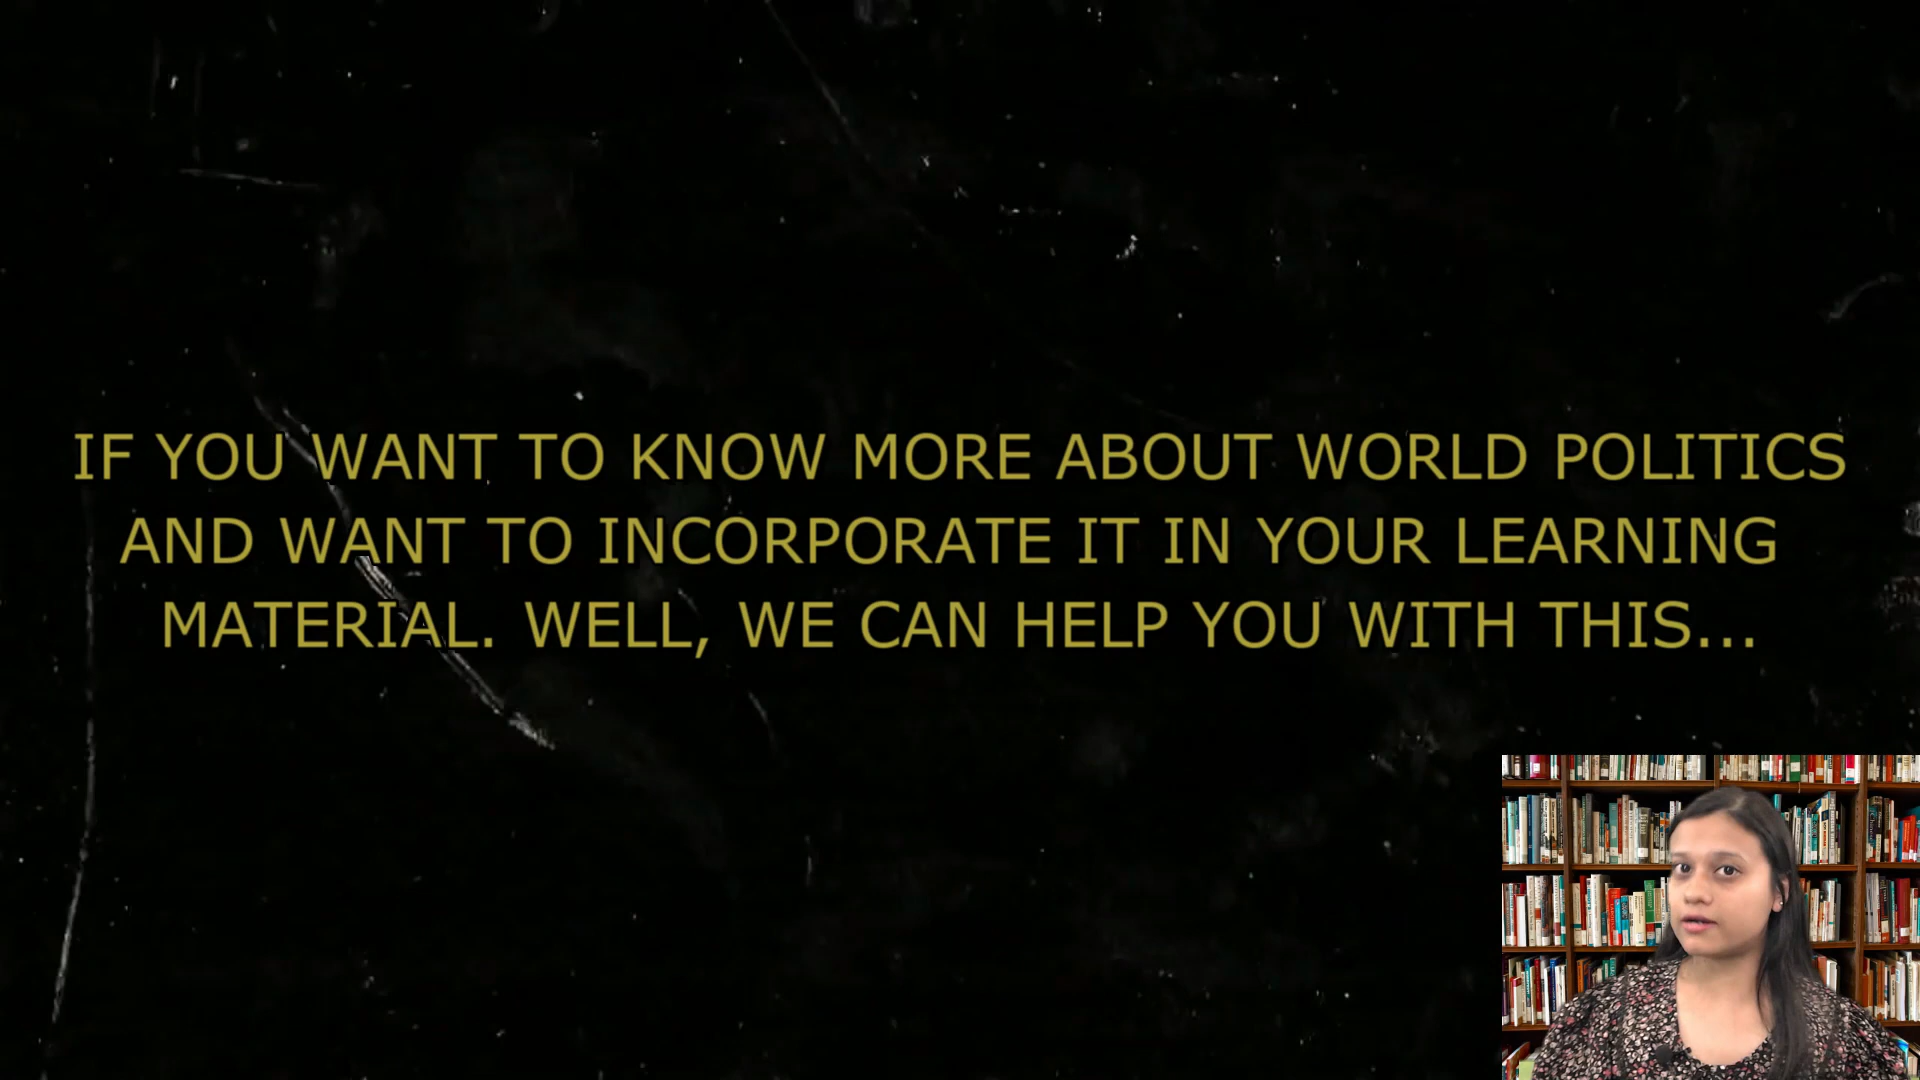 IF YOU WANT TO KNOW MORE ABOUT WORLD POLITICS
AND WANT TO INCORPORATE IT IN YOUR LEARNING
MATERIAL. WELL, WE CAN HELP YOU WITH THIS...